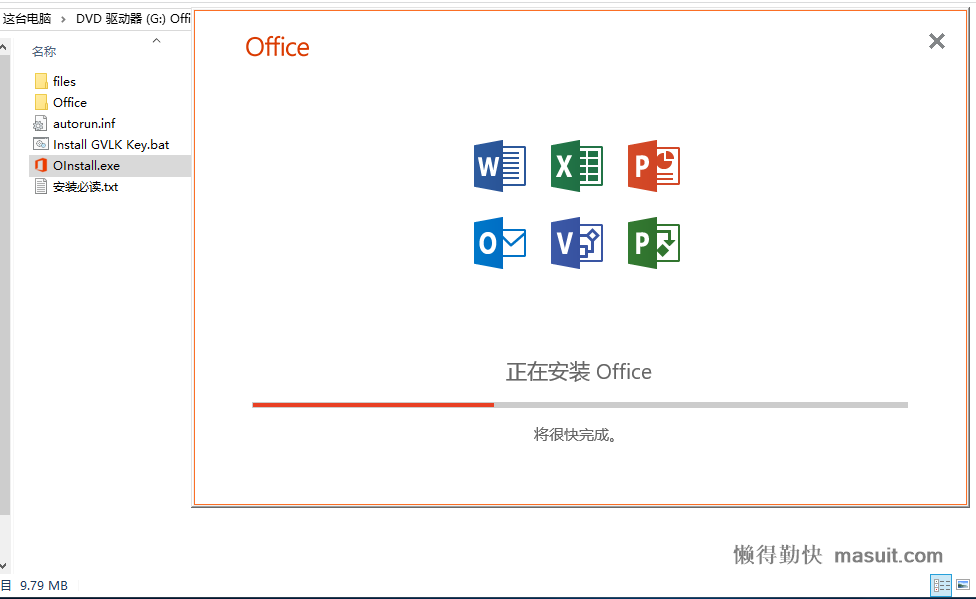 这台电脑 › DVD 驱动器 (G:) Offi
名称
files
Office
autorun.inf
Install GVLK Key.bat
OInstall.exe
安装必读.txt
Office
W X P
O V P
正在安装 Office
将很快完成。
懒得勤快 masuit.com
目 9.79 MB